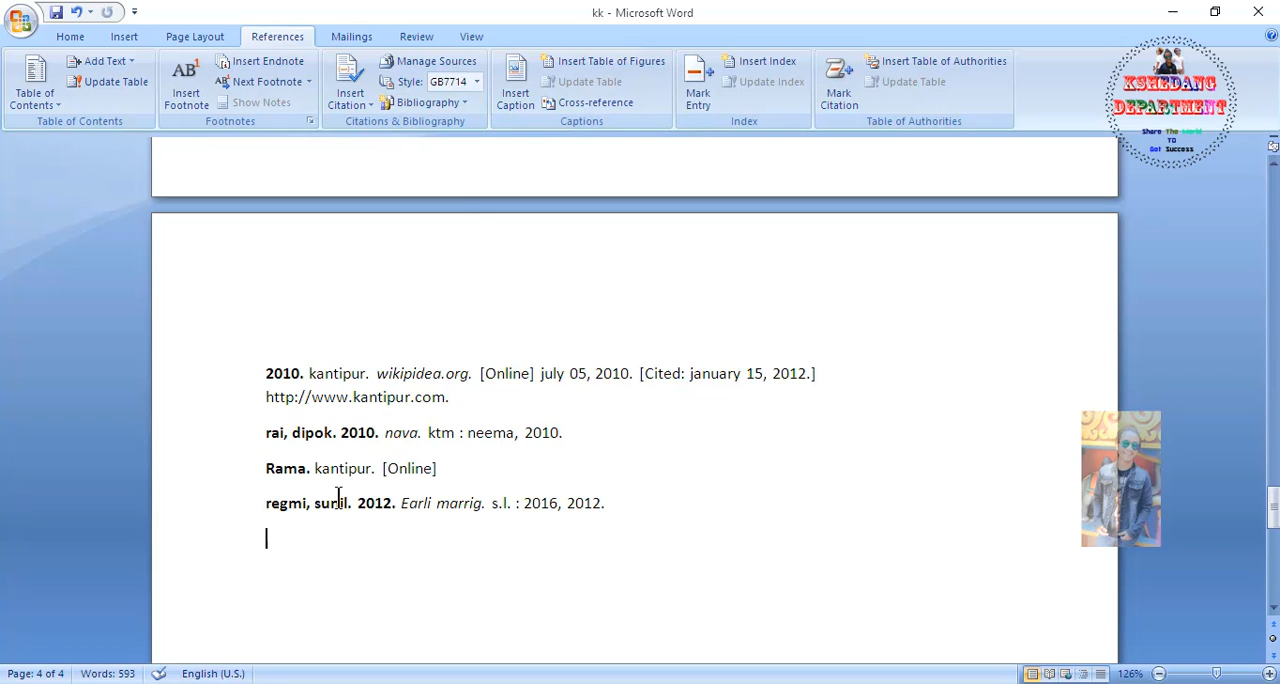 kk - Microsoft Word
Home Insert Page Layout References Mailings Review View
Add Text Insert Endnote Manage Sources Insert Table of Figures Insert Index Insert Table of Authorities
Update Table Next Footnote Style: GB7714 Update Table Update Index Update Table
Table of Contents Insert Footnote Show Notes Insert Citation Bibliography Insert Caption Cross-reference Mark Entry Mark Citation
Table of Contents Footnotes Citations & Bibliography Captions Index Table of Authorities
KSHEDANG
DEPARTMENT
Share The World
TO
Got Success
2010. kantipur. wikipidea.org. [Online] july 05, 2010. [Cited: january 15, 2012.]
http://www.kantipur.com.
rai, dipok. 2010. nava. ktm : neema, 2010.
Rama. kantipur. [Online]
regmi, suril. 2012. Earli marrig. s.l. : 2016, 2012.
Page: 4 of 4 Words: 593 English (U.S.) 126%